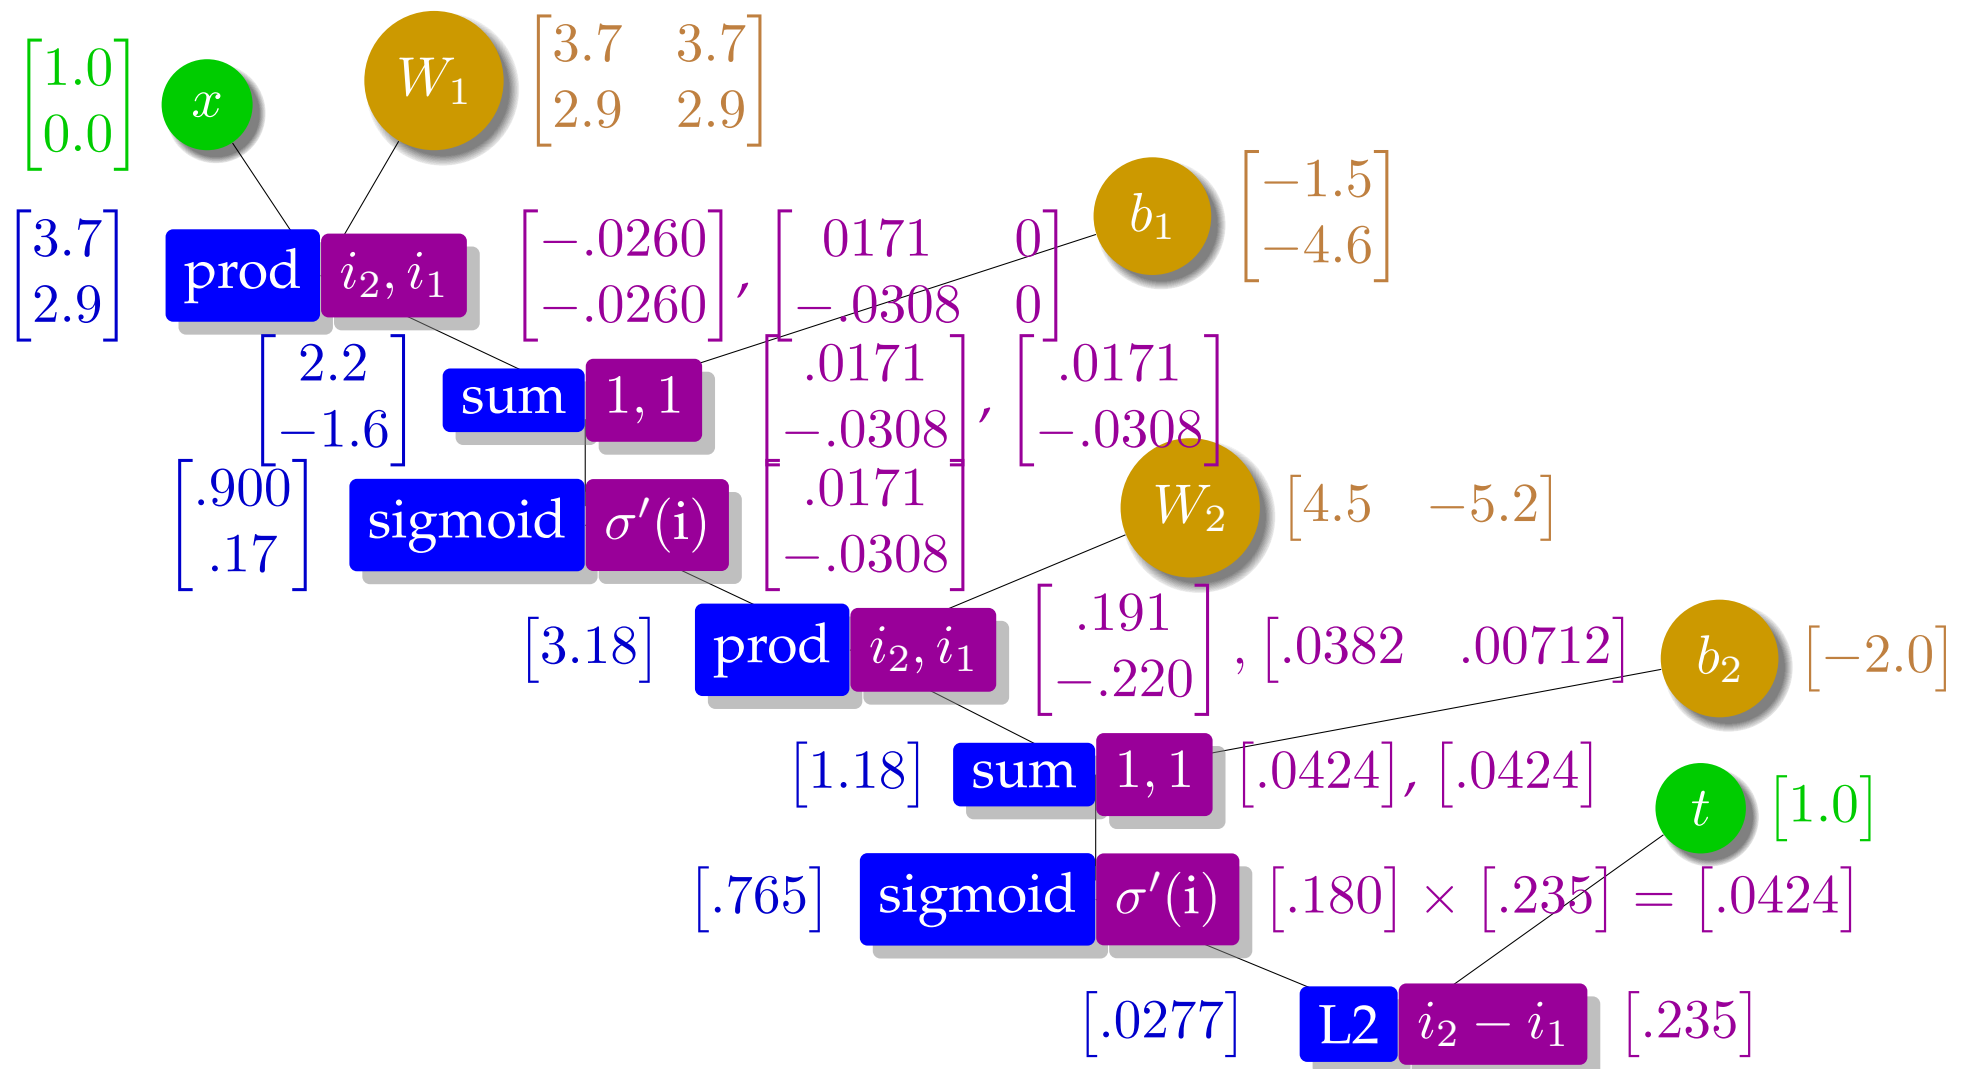 [1.0 0.0] x W₁ [3.7 3.7 2.9 2.9]
b₁ [−1.5 −4.6]
[3.7 2.9] prod i₂, i₁ [−.0260 −.0260], [0171 0 −.0308 0]
[2.2 −1.6] sum 1, 1 [.0171 −.0308], [.0171 −.0308]
[.900 .17] sigmoid σ′(i) [.0171 −.0308] W₂ [4.5 −5.2]
[3.18] prod i₂, i₁ [.191 −.220], [.0382 .00712] b₂ [−2.0]
[1.18] sum 1, 1 [.0424], [.0424] t [1.0]
[.765] sigmoid σ′(i) [.180] × [.235] = [.0424]
[.0277] L2 i₂ − i₁ [.235]